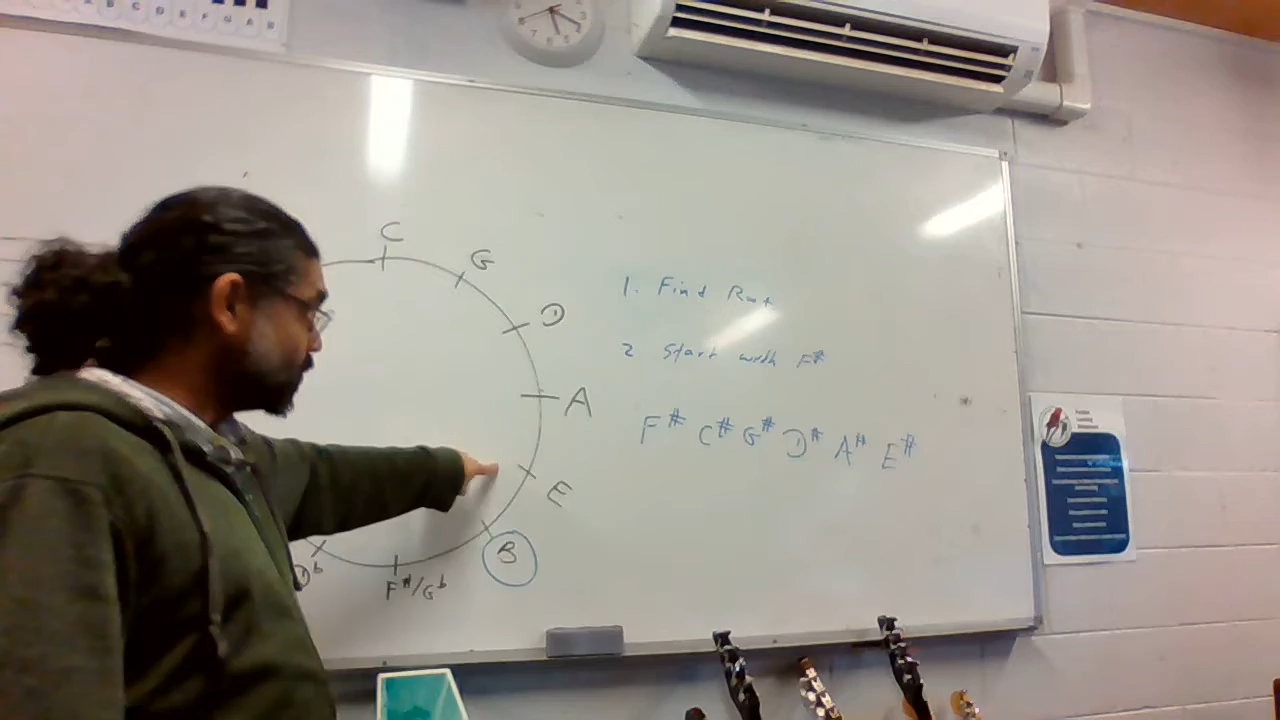 C
G
D
A
E
B
F#/Gb
Db
1. Find Root
2 Start with F#
F# C# G# D# A# E#